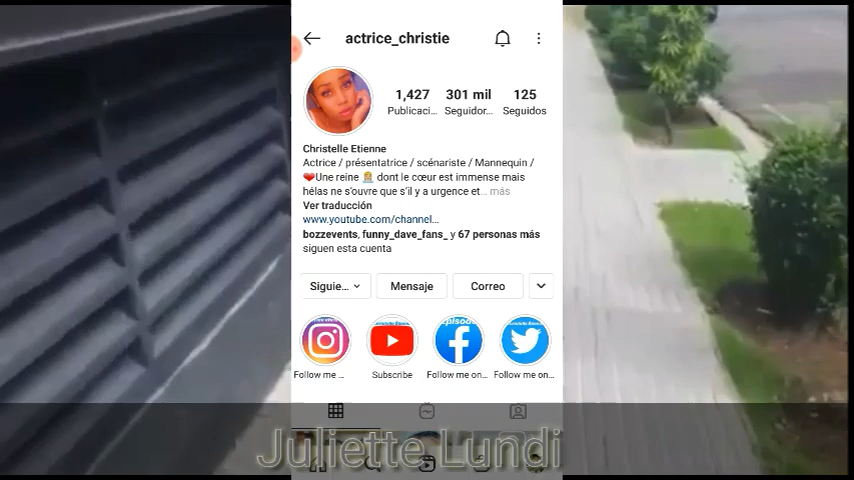 actrice_christie
1,427
301 mil
125
Publicaci...
Seguidor...
Seguidos
Christelle Etienne
Actrice / présentatrice / scénariste / Mannequin /
❤️Une reine 👸 dont le cœur est immense mais
hélas ne s'ouvre que s'il y a urgence et... más
Ver traducción
www.youtube.com/channel...
bozzevents, funny_dave_fans_ y 67 personas más
siguen esta cuenta
Siguie...
Mensaje
Correo
Follow me ...
Subscribe
Follow me on...
Follow me on...
Juliette Lundi